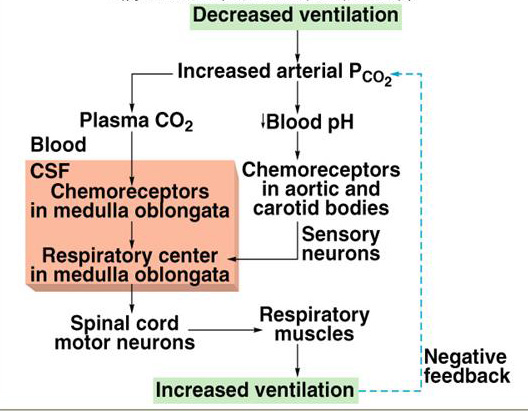 Decreased ventilation
Increased arterial PCO2
Plasma CO2
↓Blood pH
Blood
CSF
Chemoreceptors
in medulla oblongata
Chemoreceptors
in aortic and
carotid bodies
Sensory
neurons
Respiratory center
in medulla oblongata
Spinal cord
motor neurons
Respiratory
muscles
Negative
feedback
Increased ventilation